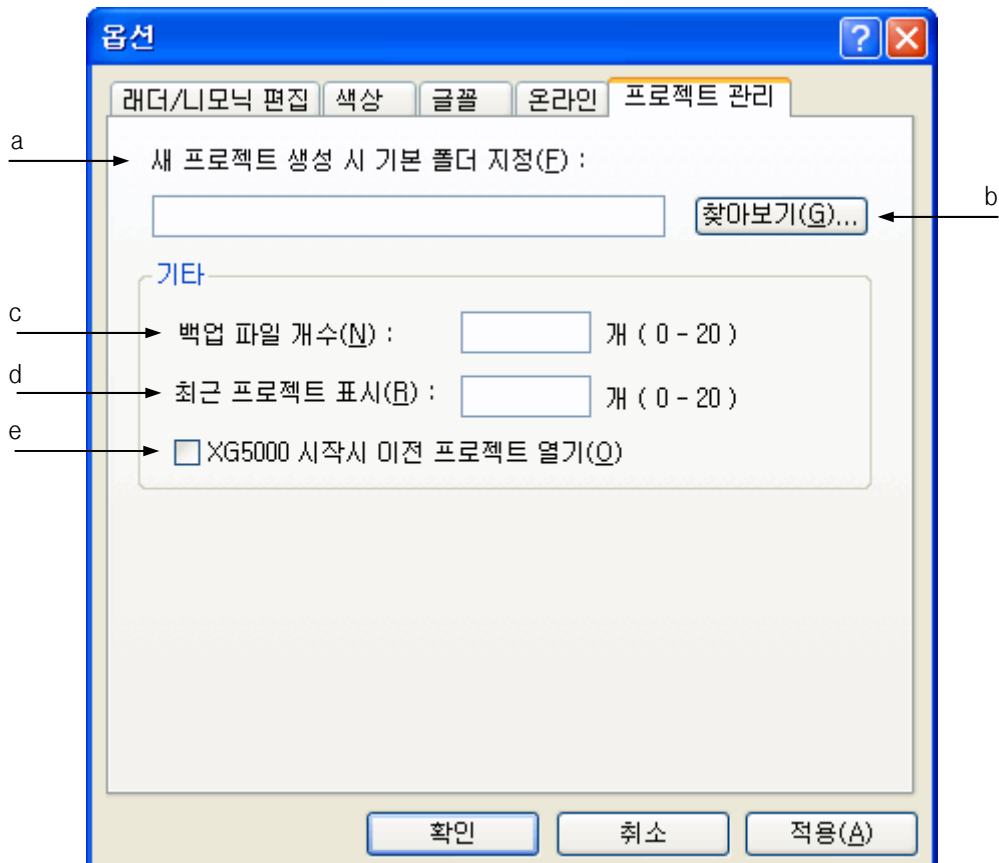 옵션
래더/니모닉 편집 색상 글꼴 온라인 프로젝트 관리
a
새 프로젝트 생성 시 기본 폴더 지정(F) :
찾아보기(G)...
b
기타
c
백업 파일 개수(N) : 개 ( 0 - 20 )
d
최근 프로젝트 표시(R) : 개 ( 0 - 20 )
e
XG5000 시작시 이전 프로젝트 열기(O)
확인 취소 적용(A)